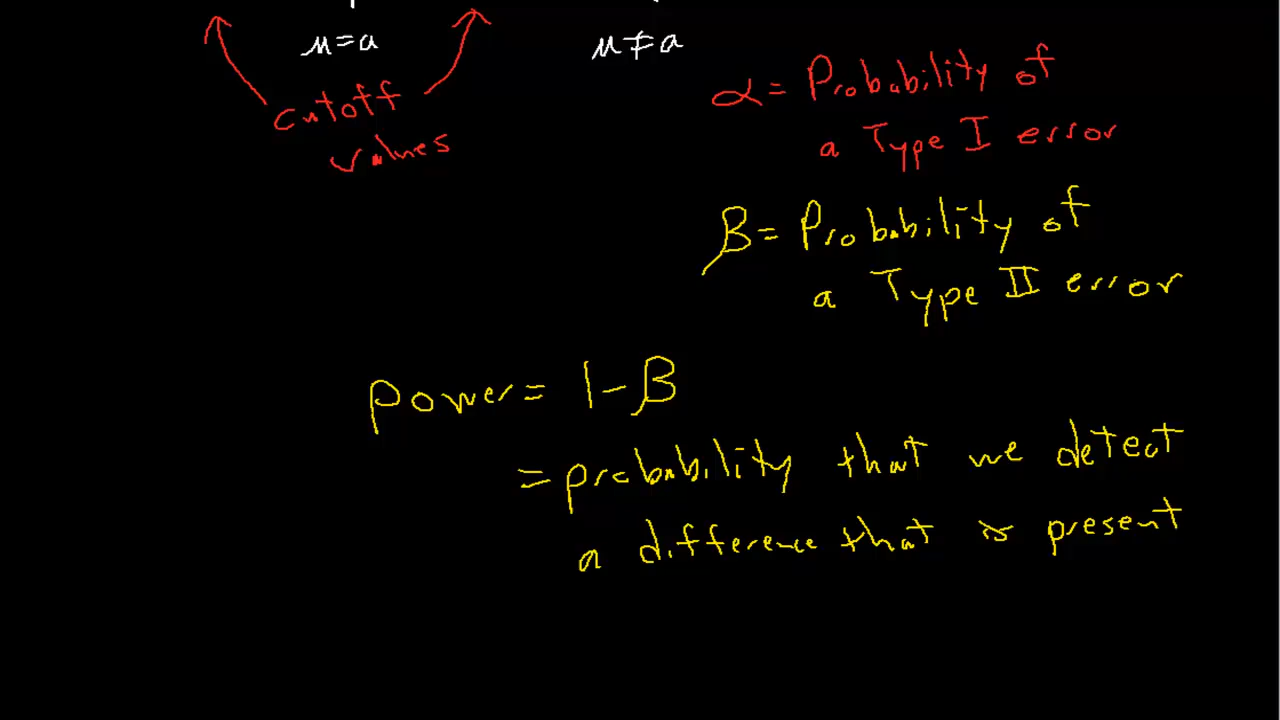 μ=a
μ≠a
cutoff
values
α= Probability of
a Type I error
β= Probability of
a Type II error
power= 1-β
=probability that we detect
a difference that is present